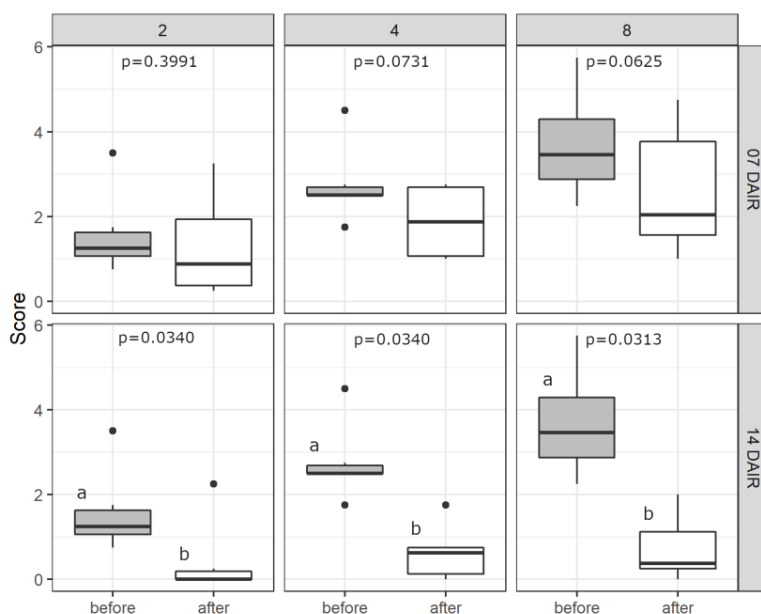 2 4 8
6
p=0.3991 p=0.0731 p=0.0625
4
2
0
07 DAIR
Score
6
p=0.0340 p=0.0340 p=0.0313
a
4
a
2
a
b
b
b
0
14 DAIR
before after before after before after